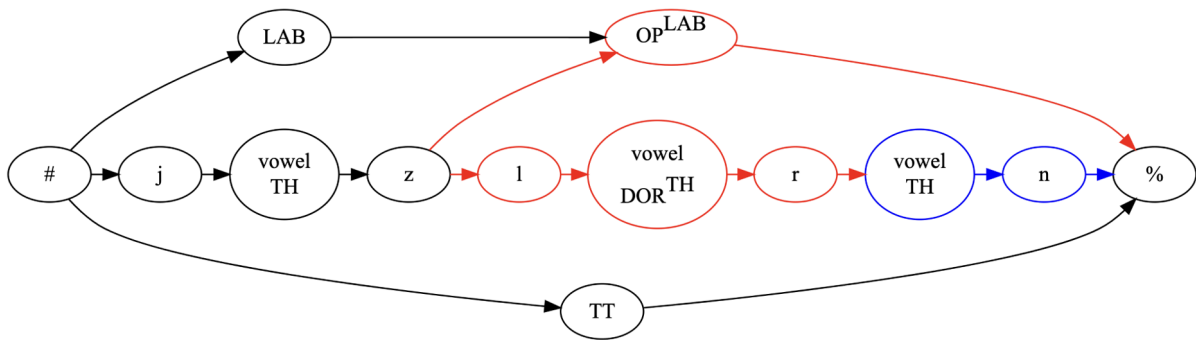 LAB
OP^LAB
#
j
vowel
TH
z
l
vowel
DOR^TH
r
vowel
TH
n
%
TT